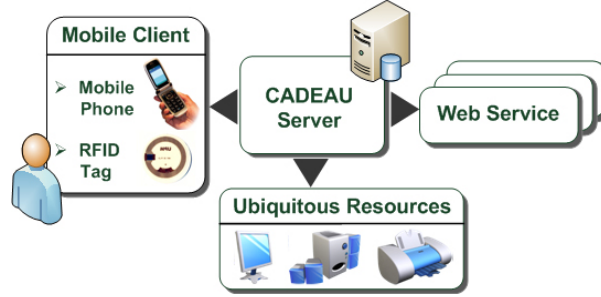 Mobile Client
Mobile
Phone
RFID
Tag
CADEAU
Server
Web Service
Ubiquitous Resources